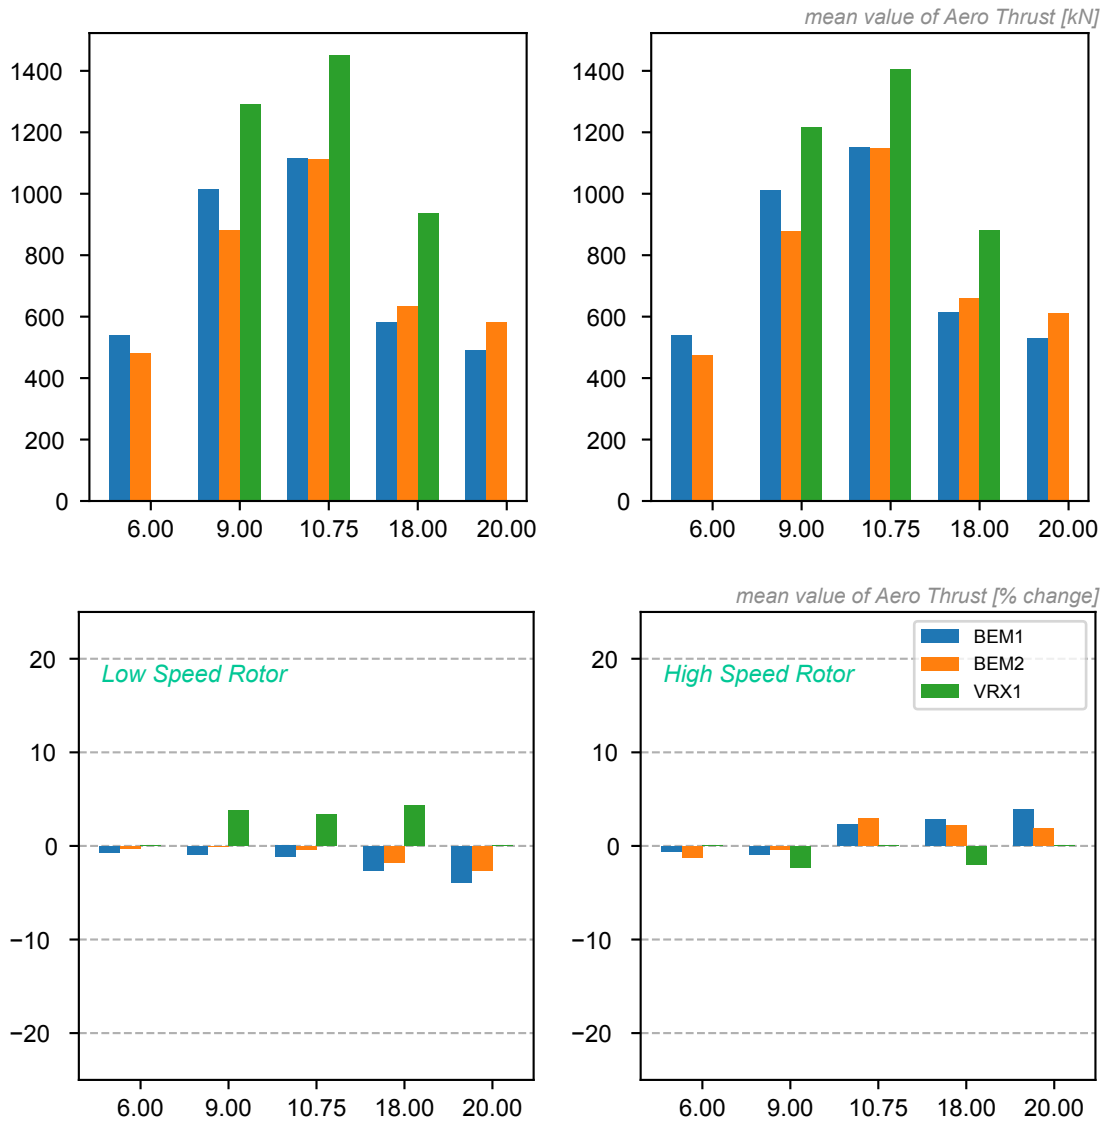 mean value of Aero Thrust [kN]
1400
1200
1000
800
600
400
200
0
6.00 9.00 10.75 18.00 20.00
1400
1200
1000
800
600
400
200
0
6.00 9.00 10.75 18.00 20.00
mean value of Aero Thrust [% change]
Low Speed Rotor
20
10
0
−10
−20
6.00 9.00 10.75 18.00 20.00
High Speed Rotor
BEM1
BEM2
VRX1
20
10
0
−10
−20
6.00 9.00 10.75 18.00 20.00